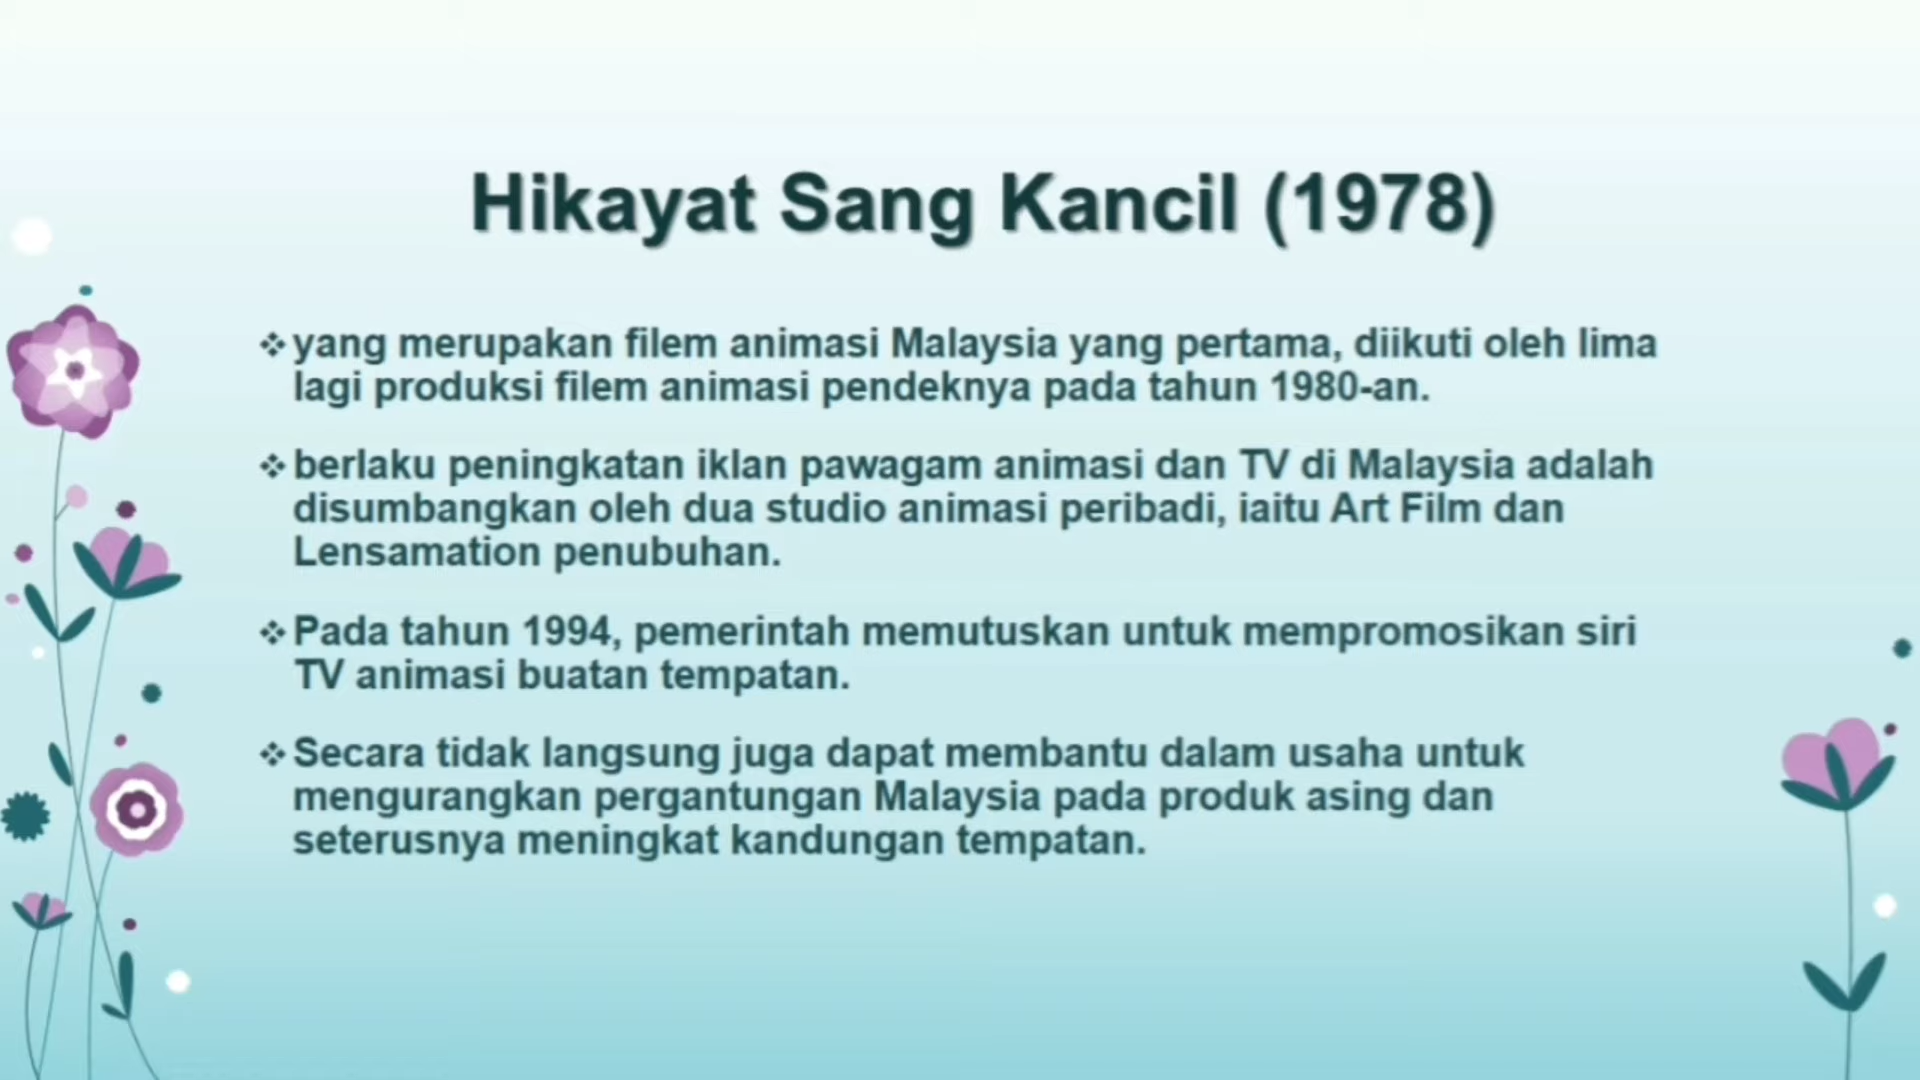 Hikayat Sang Kancil (1978)
❖yang merupakan filem animasi Malaysia yang pertama, diikuti oleh lima
lagi produksi filem animasi pendeknya pada tahun 1980-an.
❖berlaku peningkatan iklan pawagam animasi dan TV di Malaysia adalah
disumbangkan oleh dua studio animasi peribadi, iaitu Art Film dan
Lensamation penubuhan.
❖Pada tahun 1994, pemerintah memutuskan untuk mempromosikan siri
TV animasi buatan tempatan.
❖Secara tidak langsung juga dapat membantu dalam usaha untuk
mengurangkan pergantungan Malaysia pada produk asing dan
seterusnya meningkat kandungan tempatan.